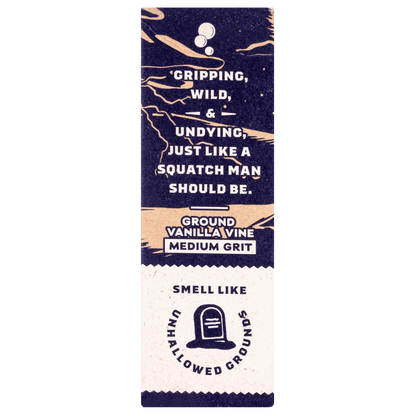 GRIPPING,
WILD,
&
UNDYING,
JUST LIKE A
SQUATCH MAN
SHOULD BE.
GROUND
VANILLA VINE
MEDIUM GRIT
SMELL LIKE
UNHALLOWED GROUNDS